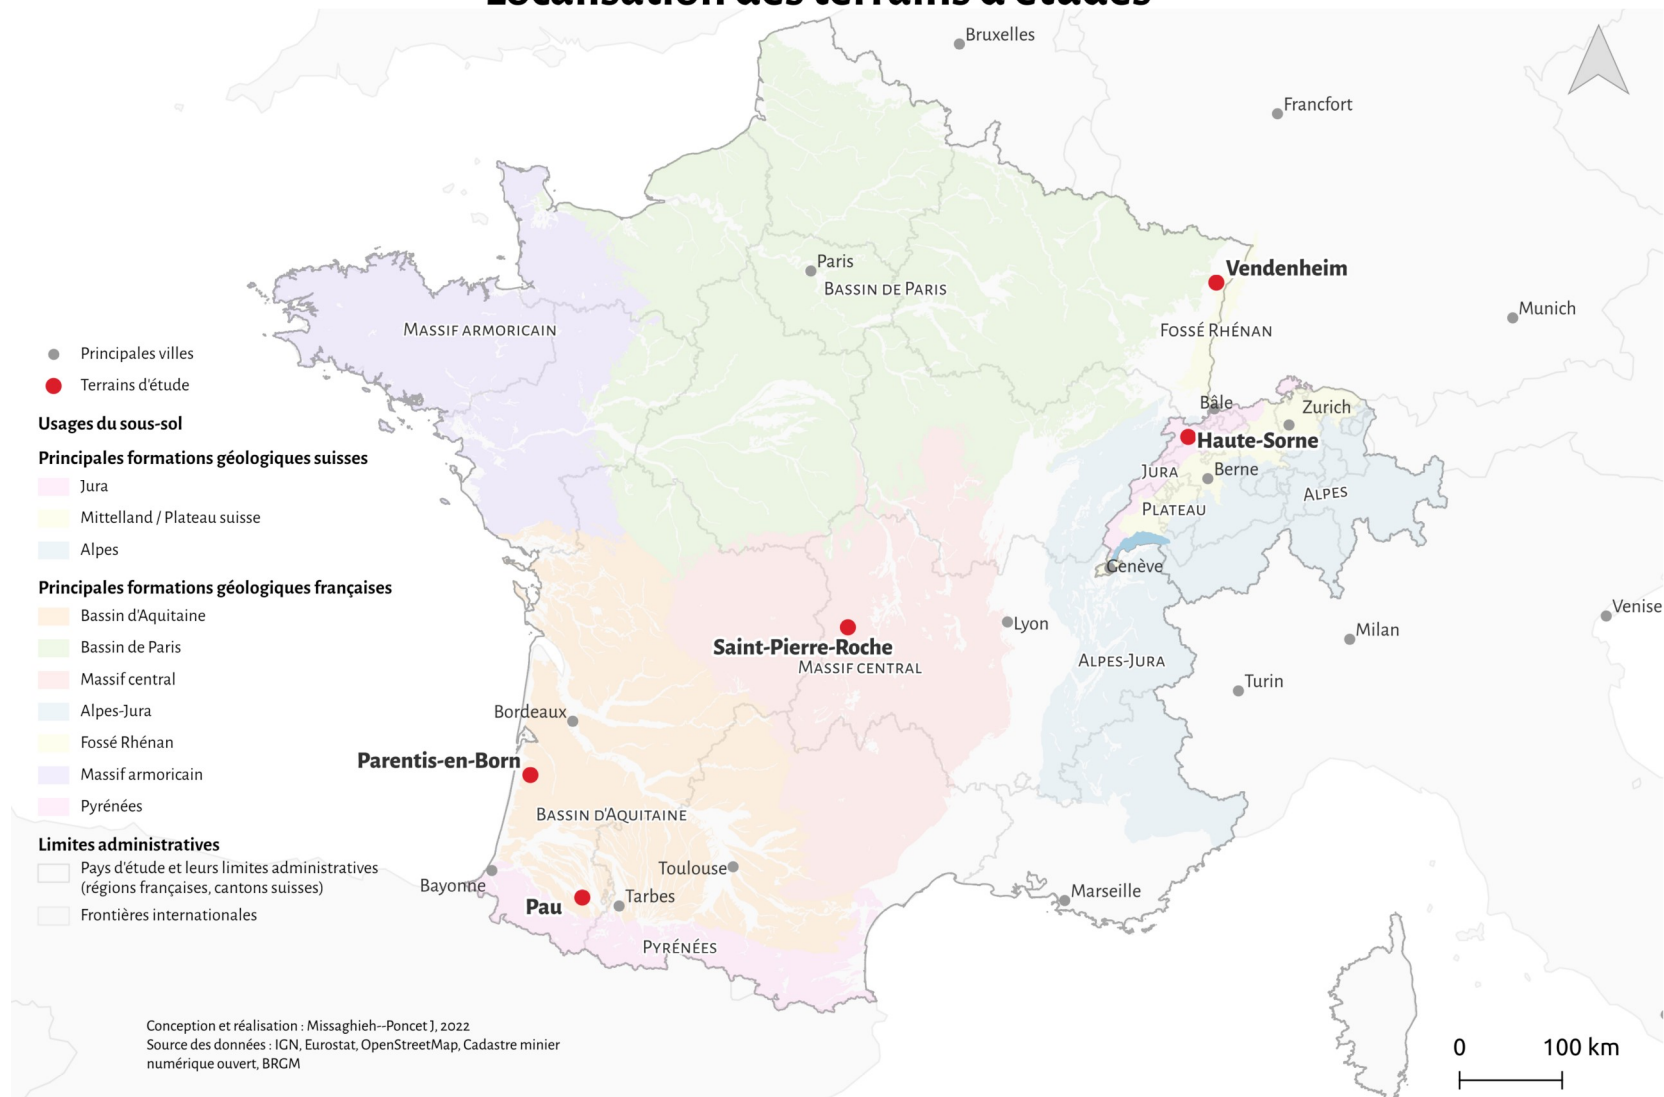 Localisation des terrains d'études
Bruxelles
Francfort
Paris
BASSIN DE PARIS
Vendenheim
Munich
FOSSÉ RHÉNAN
MASSIF ARMORICAIN
Principales villes
Terrains d'étude
Usages du sous-sol
Principales formations géologiques suisses
Jura
Mittelland / Plateau suisse
Alpes
Principales formations géologiques françaises
Bassin d'Aquitaine
Bassin de Paris
Massif central
Alpes-Jura
Fossé Rhénan
Massif armoricain
Pyrénées
Limites administratives
Pays d'étude et leurs limites administratives
(régions françaises, cantons suisses)
Frontières internationales
Bâle
Zurich
Haute-Sorne
JURA
Berne
ALPES
PLATEAU
Genève
Venise
Lyon
Milan
Saint-Pierre-Roche
MASSIF CENTRAL
ALPES-JURA
Turin
Bordeaux
Parentis-en-Born
BASSIN D'AQUITAINE
Toulouse
Bayonne
Tarbes
Pau
Marseille
PYRÉNÉES
Conception et réalisation : Missaghieh--Poncet J, 2022
Source des données : IGN, Eurostat, OpenStreetMap, Cadastre minier
numérique ouvert, BRGM
0 100 km